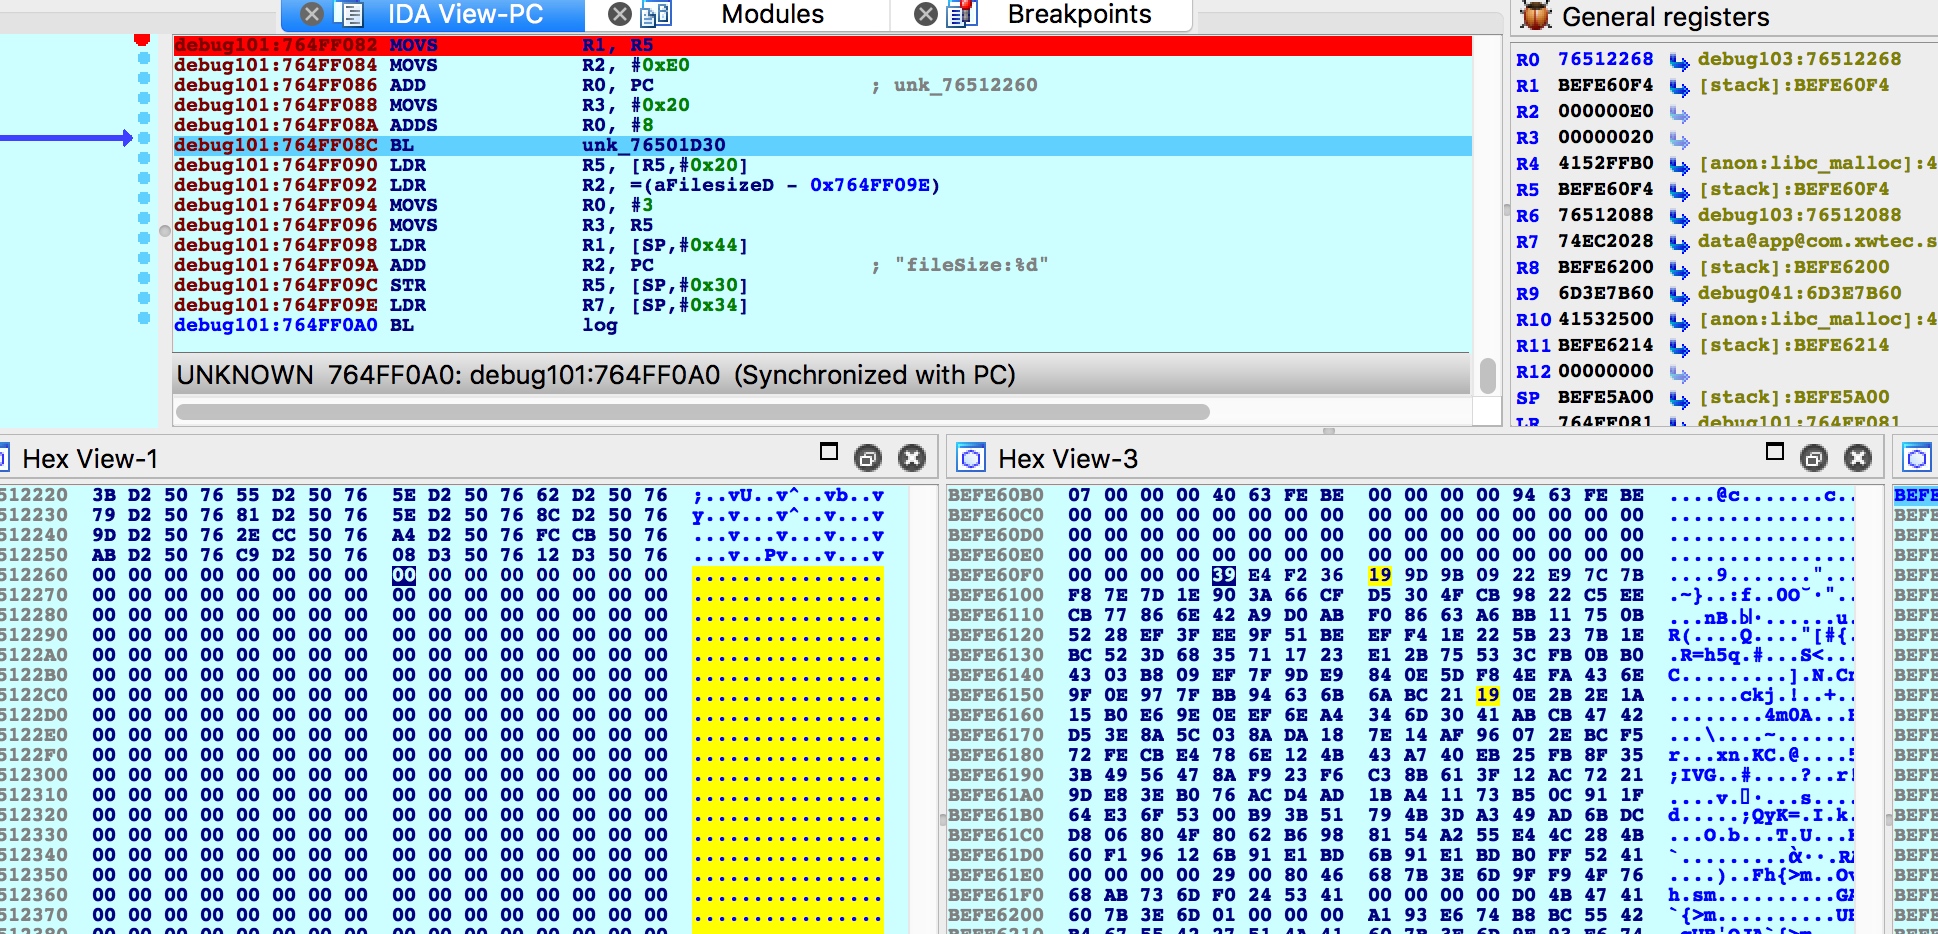 IDA View-PC
Modules
Breakpoints
General registers
debug101:764FF082 MOVS R1, R5
debug101:764FF084 MOVS R2, #0xE0
debug101:764FF086 ADD R0, PC ; unk_76512260
debug101:764FF088 MOVS R3, #0x20
debug101:764FF08A ADDS R0, #8
debug101:764FF08C BL unk_76501D30
debug101:764FF090 LDR R5, [R5,#0x20]
debug101:764FF092 LDR R2, =(aFilesizeD - 0x764FF09E)
debug101:764FF094 MOVS R0, #3
debug101:764FF096 MOVS R3, R5
debug101:764FF098 LDR R1, [SP,#0x44]
debug101:764FF09A ADD R2, PC ; "fileSize:%d"
debug101:764FF09C STR R5, [SP,#0x30]
debug101:764FF09E LDR R7, [SP,#0x34]
debug101:764FF0A0 BL log
UNKNOWN 764FF0A0: debug101:764FF0A0 (Synchronized with PC)
R0 76512268 debug103:76512268
R1 BEFE60F4 [stack]:BEFE60F4
R2 000000E0
R3 00000020
R4 4152FFB0 [anon:libc_malloc]:4
R5 BEFE60F4 [stack]:BEFE60F4
R6 76512088 debug103:76512088
R7 74EC2028 data@app@com.xwtec.s
R8 BEFE6200 [stack]:BEFE6200
R9 6D3E7B60 debug041:6D3E7B60
R10 41532500 [anon:libc_malloc]:4
R11 BEFE6214 [stack]:BEFE6214
R12 00000000
SP BEFE5A00 [stack]:BEFE5A00
LR 764FF081 debug101:764FF081
Hex View-1
512220 3B D2 50 76 55 D2 50 76 5E D2 50 76 62 D2 50 76 ;..vU..v^..vb..v
512230 79 D2 50 76 81 D2 50 76 5E D2 50 76 8C D2 50 76 y..v...v^..v...v
512240 9D D2 50 76 2E CC 50 76 A4 D2 50 76 FC CB 50 76 ...v...v...v...v
512250 AB D2 50 76 C9 D2 50 76 08 D3 50 76 12 D3 50 76 ...v..Pv...v...v
512260 00 00 00 00 00 00 00 00 00 00 00 00 00 00 00 00 ................
512270 00 00 00 00 00 00 00 00 00 00 00 00 00 00 00 00 ................
512280 00 00 00 00 00 00 00 00 00 00 00 00 00 00 00 00 ................
512290 00 00 00 00 00 00 00 00 00 00 00 00 00 00 00 00 ................
5122A0 00 00 00 00 00 00 00 00 00 00 00 00 00 00 00 00 ................
5122B0 00 00 00 00 00 00 00 00 00 00 00 00 00 00 00 00 ................
5122C0 00 00 00 00 00 00 00 00 00 00 00 00 00 00 00 00 ................
5122D0 00 00 00 00 00 00 00 00 00 00 00 00 00 00 00 00 ................
5122E0 00 00 00 00 00 00 00 00 00 00 00 00 00 00 00 00 ................
5122F0 00 00 00 00 00 00 00 00 00 00 00 00 00 00 00 00 ................
512300 00 00 00 00 00 00 00 00 00 00 00 00 00 00 00 00 ................
512310 00 00 00 00 00 00 00 00 00 00 00 00 00 00 00 00 ................
512320 00 00 00 00 00 00 00 00 00 00 00 00 00 00 00 00 ................
512330 00 00 00 00 00 00 00 00 00 00 00 00 00 00 00 00 ................
512340 00 00 00 00 00 00 00 00 00 00 00 00 00 00 00 00 ................
512350 00 00 00 00 00 00 00 00 00 00 00 00 00 00 00 00 ................
512360 00 00 00 00 00 00 00 00 00 00 00 00 00 00 00 00 ................
512370 00 00 00 00 00 00 00 00 00 00 00 00 00 00 00 00 ................
Hex View-3
BEFE60B0 07 00 00 00 40 63 FE BE 00 00 00 00 94 63 FE BE ....@c.......c..
BEFE60C0 00 00 00 00 00 00 00 00 00 00 00 00 00 00 00 00 ................
BEFE60D0 00 00 00 00 00 00 00 00 00 00 00 00 00 00 00 00 ................
BEFE60E0 00 00 00 00 00 00 00 00 00 00 00 00 00 00 00 00 ................
BEFE60F0 00 00 00 00 39 E4 F2 36 19 9D 9B 09 22 E9 7C 7B ....9......."...
BEFE6100 F8 7E 7D 1E 90 3A 66 CF D5 30 4F CB 98 22 C5 EE .~}..:f..0O
BEFE6110 CB 77 86 6E 42 A9 D0 AB F0 86 63 A6 BB 11 75 0B ...nB.
BEFE6120 52 28 EF 3F EE 9F 51 BE EF F4 1E 22 5B 23 7B 1E R(....Q...."[#{.
BEFE6130 BC 52 3D 68 35 71 17 23 E1 2B 75 53 3C FB 0B B0 .R=h5q.#...S<...
BEFE6140 43 03 B8 09 EF 7F 9D E9 84 0E 5D F8 4E FA 43 6E C.........].N.Cn
BEFE6150 9F 0E 97 7F BB 94 63 6B 6A BC 21 19 0E 2B 2E 1A ......ckj.!..+..
BEFE6160 15 B0 E6 9E 0E EF 6E A4 34 6D 30 41 AB CB 47 42 ........4m0A...
BEFE6170 D5 3E 8A 5C 03 8A DA 18 7E 14 AF 96 07 2E BC F5 ...\....~.......
BEFE6180 72 FE CB E4 78 6E 12 4B 43 A7 40 EB 25 FB 8F 35 r...xn.KC.@....5
BEFE6190 3B 49 56 47 8A F9 23 F6 C3 8B 61 3F 12 AC 72 21 ;IVG..#....?..r!
BEFE61A0 9D E8 3E B0 76 AC D4 AD 1B A4 11 73 B5 0C 91 1F ....v.
BEFE61B0 64 E3 6F 53 00 B9 3B 51 79 4B 3D A3 49 AD 6B DC d.....;QyK=.I.k.
BEFE61C0 D8 06 80 4F 80 62 B6 98 81 54 A2 55 E4 4C 28 4B ...O.b...T.U...
BEFE61D0 60 F1 96 12 6B 91 E1 BD 6B 91 E1 BD B0 FF 52 41
BEFE61E0 00 00 00 00 29 00 80 46 68 7B 3E 6D 9F F9 4F 76 ....)..Fh{>m..Ov
BEFE61F0 68 AB 73 6D F0 24 53 41 00 00 00 00 D0 4B 47 41 h.sm..........GA
BEFE6200 60 7B 3E 6D 01 00 00 00 A1 93 E6 74 B8 BC 55 42 `{>m..........U
BEFE